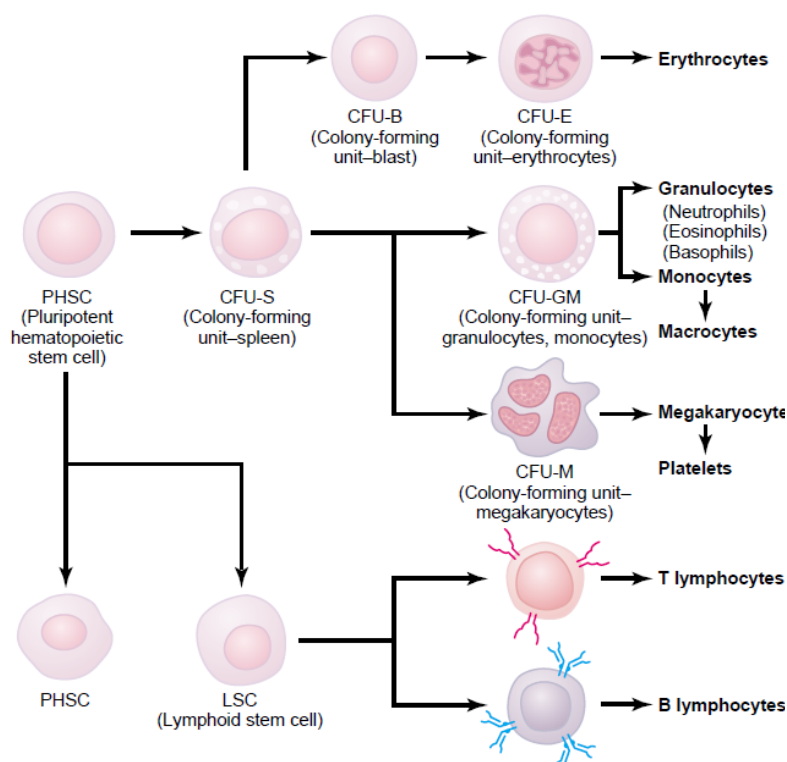 CFU-B
(Colony-forming
unit–blast)
CFU-E
(Colony-forming
unit–erythrocytes)
Erythrocytes
PHSC
(Pluripotent
hematopoietic
stem cell)
CFU-S
(Colony-forming
unit–spleen)
CFU-GM
(Colony-forming unit–
granulocytes, monocytes)
Granulocytes
(Neutrophils)
(Eosinophils)
(Basophils)
Monocytes
Macrocytes
CFU-M
(Colony-forming unit–
megakaryocytes)
Megakaryocyte
Platelets
PHSC
LSC
(Lymphoid stem cell)
T lymphocytes
B lymphocytes